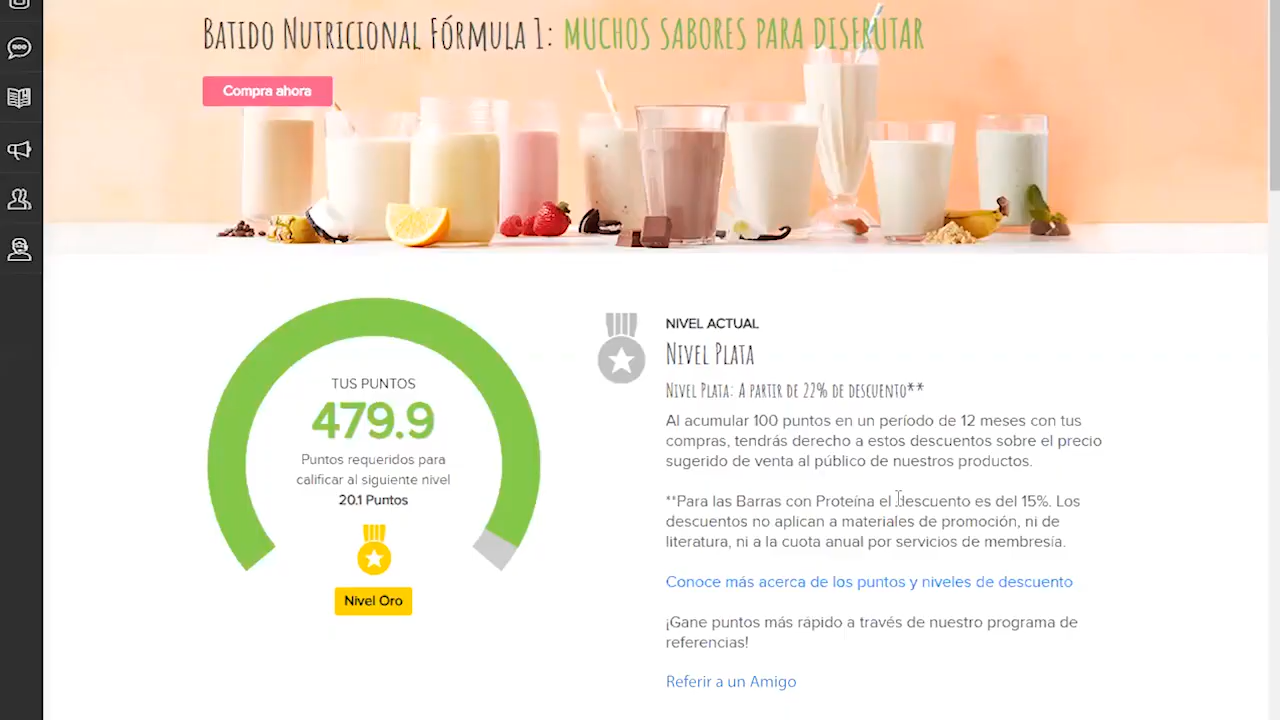 Batido Nutricional Fórmula 1: MUCHOS SABORES PARA DISFRUTAR
Compra ahora
TUS PUNTOS
479.9
Puntos requeridos para
calificar al siguiente nivel
20.1 Puntos
Nivel Oro
NIVEL ACTUAL
Nivel Plata
Nivel Plata: A partir de 22% de descuento**
Al acumular 100 puntos en un período de 12 meses con tus
compras, tendrás derecho a estos descuentos sobre el precio
sugerido de venta al público de nuestros productos.
**Para las Barras con Proteína el descuento es del 15%. Los
descuentos no aplican a materiales de promoción, ni de
literatura, ni a la cuota anual por servicios de membresía.
Conoce más acerca de los puntos y niveles de descuento
¡Gane puntos más rápido a través de nuestro programa de
referencias!
Referir a un Amigo